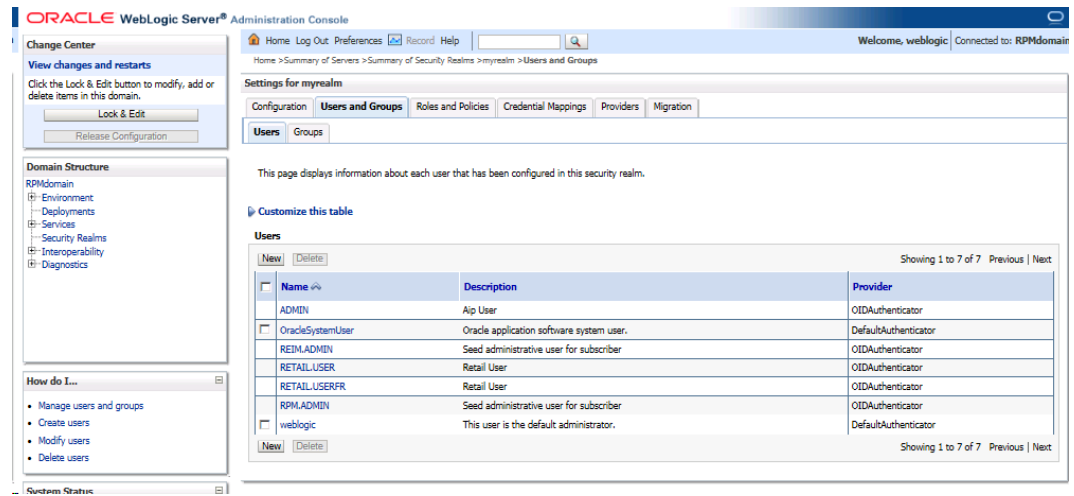 ORACLE WebLogic Server® Administration Console
Change Center
View changes and restarts
Click the Lock & Edit button to modify, add or
delete items in this domain.
Lock & Edit
Release Configuration
Domain Structure
RPMdomain
Environment
Deployments
Services
Security Realms
Interoperability
Diagnostics
How do I...
Manage users and groups
Create users
Modify users
Delete users
System Status
Home Log Out Preferences Record Help
Welcome, weblogic Connected to: RPMdomain
Home >Summary of Servers >Summary of Security Realms >myrealm >Users and Groups
Settings for myrealm
Configuration Users and Groups Roles and Policies Credential Mappings Providers Migration
Users Groups
This page displays information about each user that has been configured in this security realm.
Customize this table
Users
New Delete Showing 1 to 7 of 7 Previous | Next
Name Description Provider
ADMIN Aip User OIDAuthenticator
OracleSystemUser Oracle application software system user. DefaultAuthenticator
REIM.ADMIN Seed administrative user for subscriber OIDAuthenticator
RETAIL.USER Retail User OIDAuthenticator
RETAIL.USERFR Retail User OIDAuthenticator
RPM.ADMIN Seed administrative user for subscriber OIDAuthenticator
weblogic This user is the default administrator. DefaultAuthenticator
New Delete Showing 1 to 7 of 7 Previous | Next